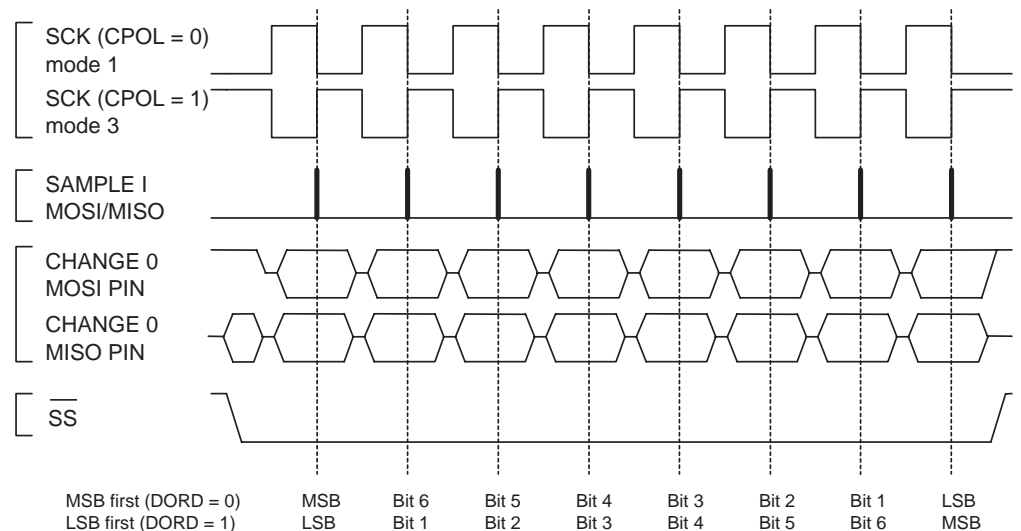 SCK (CPOL = 0)
mode 1
SCK (CPOL = 1)
mode 3
SAMPLE I
MOSI/MISO
CHANGE 0
MOSI PIN
CHANGE 0
MISO PIN
SS
MSB first (DORD = 0) MSB Bit 6 Bit 5 Bit 4 Bit 3 Bit 2 Bit 1 LSB
LSB first (DORD = 1) LSB Bit 1 Bit 2 Bit 3 Bit 4 Bit 5 Bit 6 MSB